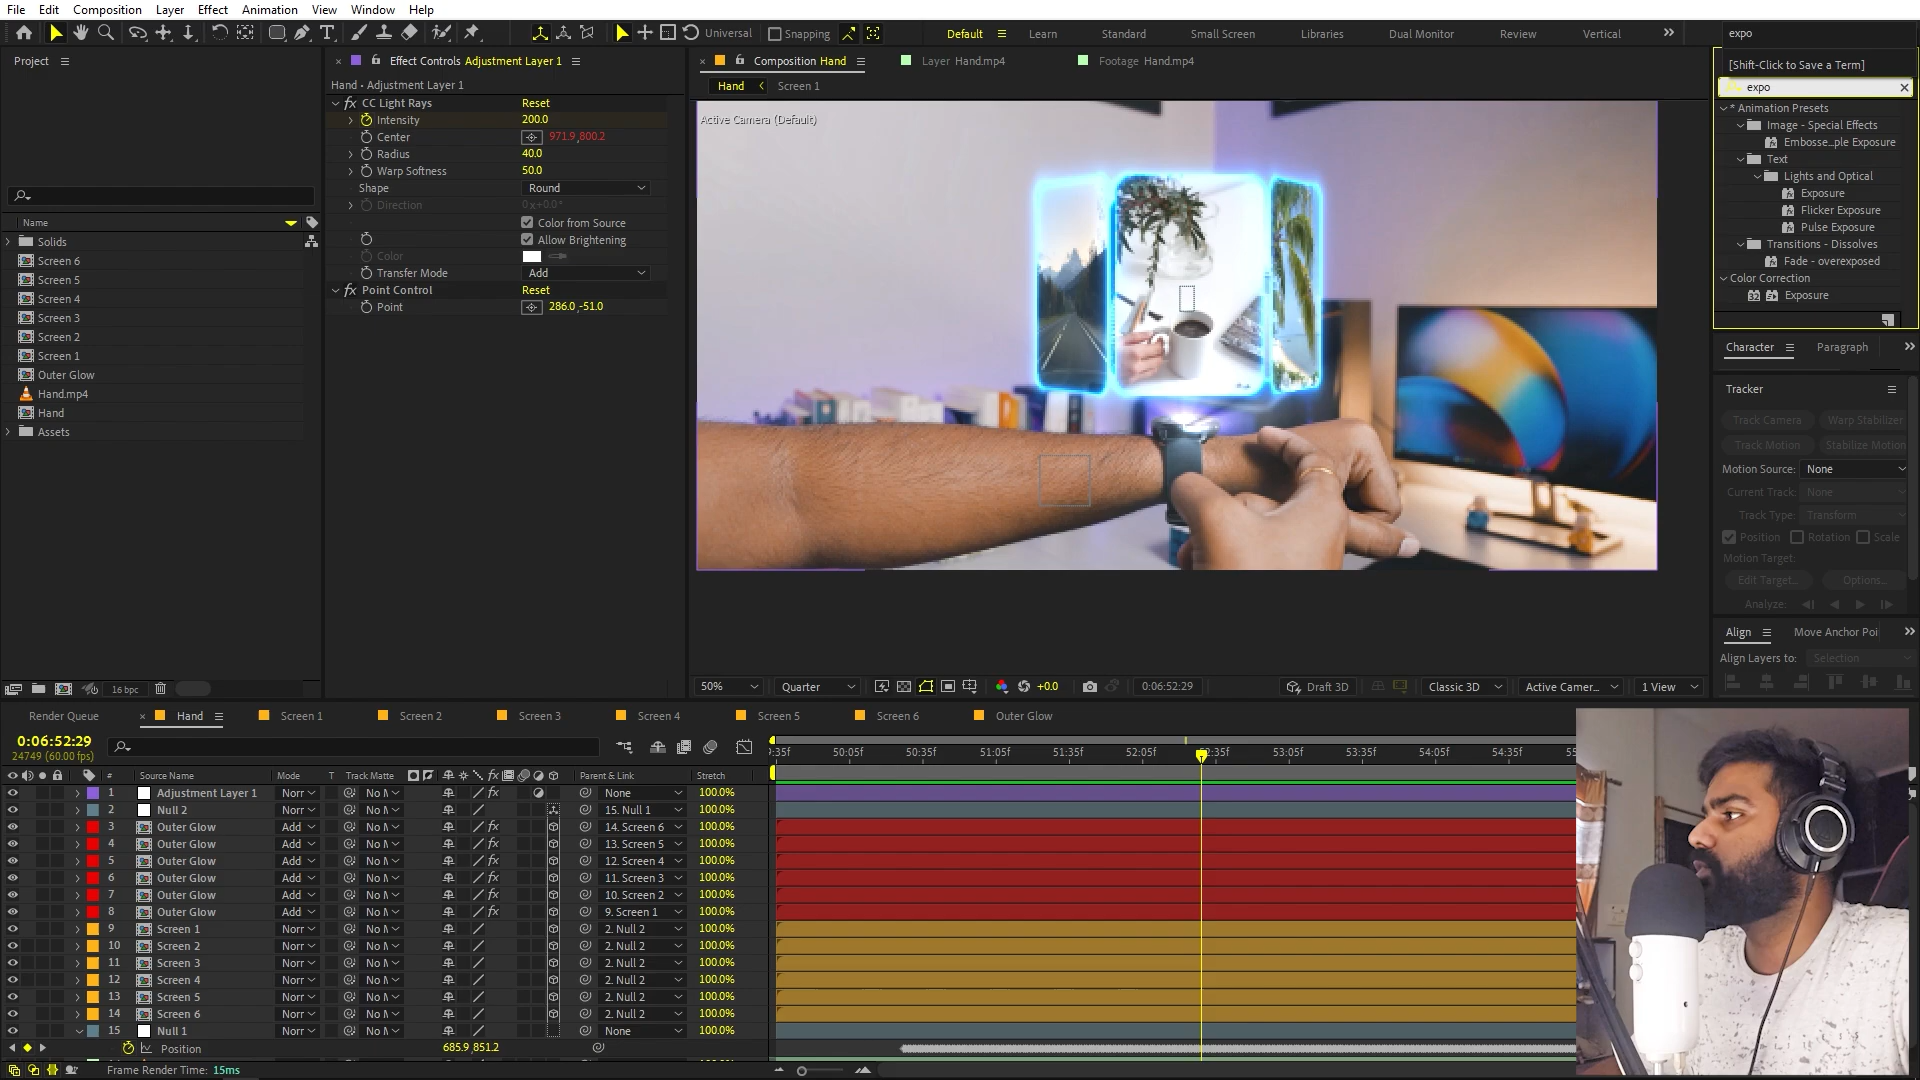 File Edit Composition Layer Effect Animation View Window Help
Universal Snapping Default Learn Standard Small Screen Libraries Dual Monitor Review Vertical expo
Project
Effect Controls Adjustment Layer 1
Composition Hand
Layer Hand.mp4
Footage Hand.mp4
[Shift-Click to Save a Term]
expo
Hand • Adjustment Layer 1
Hand Screen 1
Active Camera (Default)
fx CC Light Rays Reset
Intensity 200.0
Center 971.9,800.2
Radius 40.0
Warp Softness 50.0
Shape Round
Direction 0x+0.0°
Color from Source
Allow Brightening
Color
Transfer Mode Add
fx Point Control Reset
Point 286.0,-51.0
Name
Solids
Screen 6
Screen 5
Screen 4
Screen 3
Screen 2
Screen 1
Outer Glow
Hand.mp4
Hand
Assets
16 bpc
* Animation Presets
Image - Special Effects
Embosse...ple Exposure
Text
Lights and Optical
Exposure
Flicker Exposure
Pulse Exposure
Transitions - Dissolves
Fade - overexposed
Color Correction
32 Exposure
Character Paragraph
Tracker
Track Camera Warp Stabilizer
Track Motion Stabilize Motion
Motion Source: None
Current Track: None
Track Type: Transform
Position Rotation Scale
Motion Target:
Edit Target... Options...
Analyze:
Align Move Anchor Poi
Align Layers to: Selection
50% Quarter +0.0 0:06:52:29 Draft 3D Classic 3D Active Camer... 1 View
Render Queue Hand Screen 1 Screen 2 Screen 3 Screen 4 Screen 5 Screen 6 Outer Glow
0:06:52:29
24749 (60.00 fps)
:35f 50:05f 50:35f 51:05f 51:35f 52:05f 52:35f 53:05f 53:35f 54:05f 54:35f 55
# Source Name Mode T Track Matte fx Parent & Link Stretch
1 Adjustment Layer 1 Norr No M fx None 100.0%
2 Null 2 Norr No M 15. Null 1 100.0%
3 Outer Glow Add No M fx 14. Screen 6 100.0%
4 Outer Glow Add No M fx 13. Screen 5 100.0%
5 Outer Glow Add No M fx 12. Screen 4 100.0%
6 Outer Glow Add No M fx 11. Screen 3 100.0%
7 Outer Glow Add No M fx 10. Screen 2 100.0%
8 Outer Glow Add No M fx 9. Screen 1 100.0%
9 Screen 1 Norr No M 2. Null 2 100.0%
10 Screen 2 Norr No M 2. Null 2 100.0%
11 Screen 3 Norr No M 2. Null 2 100.0%
12 Screen 4 Norr No M 2. Null 2 100.0%
13 Screen 5 Norr No M 2. Null 2 100.0%
14 Screen 6 Norr No M 2. Null 2 100.0%
15 Null 1 Norr No M None 100.0%
Position 685.9,851.2
Frame Render Time: 15ms